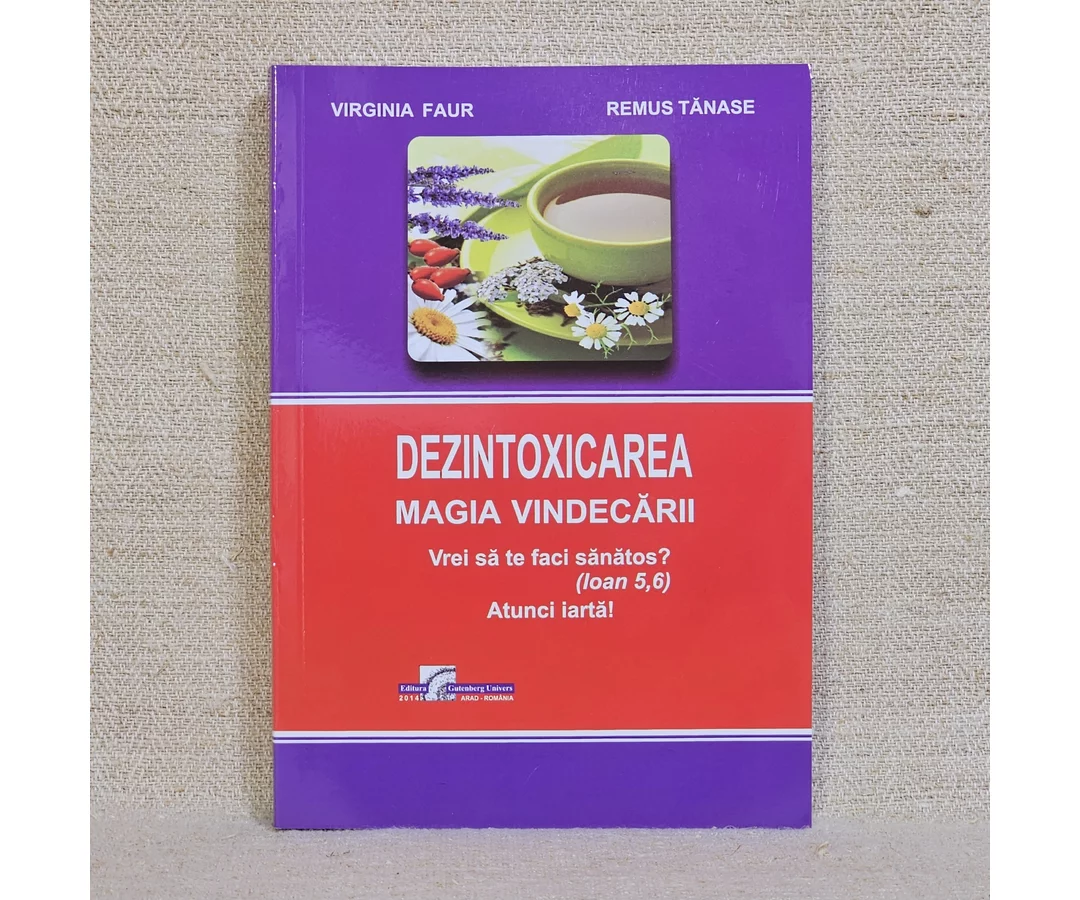 VIRGINIA FAUR REMUS TĂNASE
DEZINTOXICAREA
MAGIA VINDECĂRII
Vrei să te faci sănătos?
(Ioan 5,6)
Atunci iartă!
Editura Gutenberg Univers
2014 ARAD - ROMÂNIA